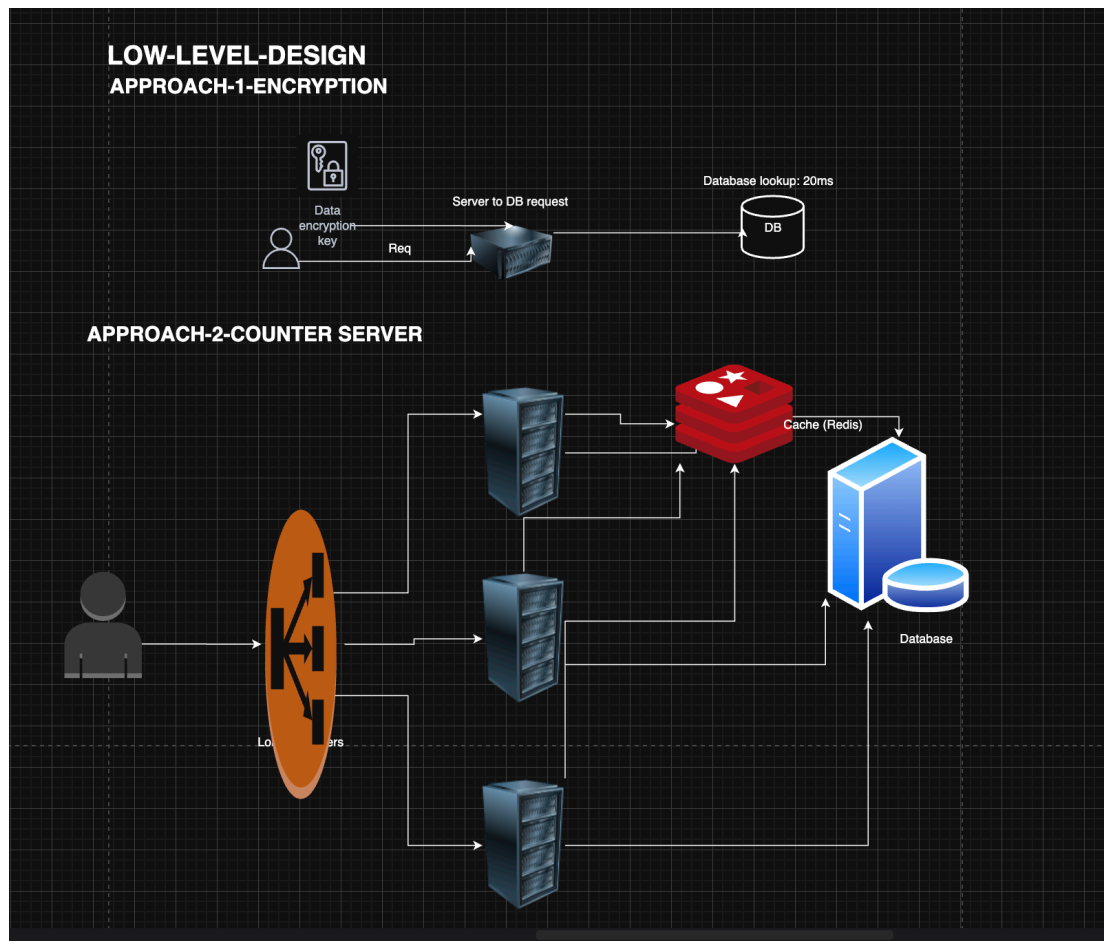 LOW-LEVEL-DESIGN
APPROACH-1-ENCRYPTION
Database lookup: 20ms
Server to DB request
Data
encryption
key
DB
Req
APPROACH-2-COUNTER SERVER
Cache (Redis)
Database